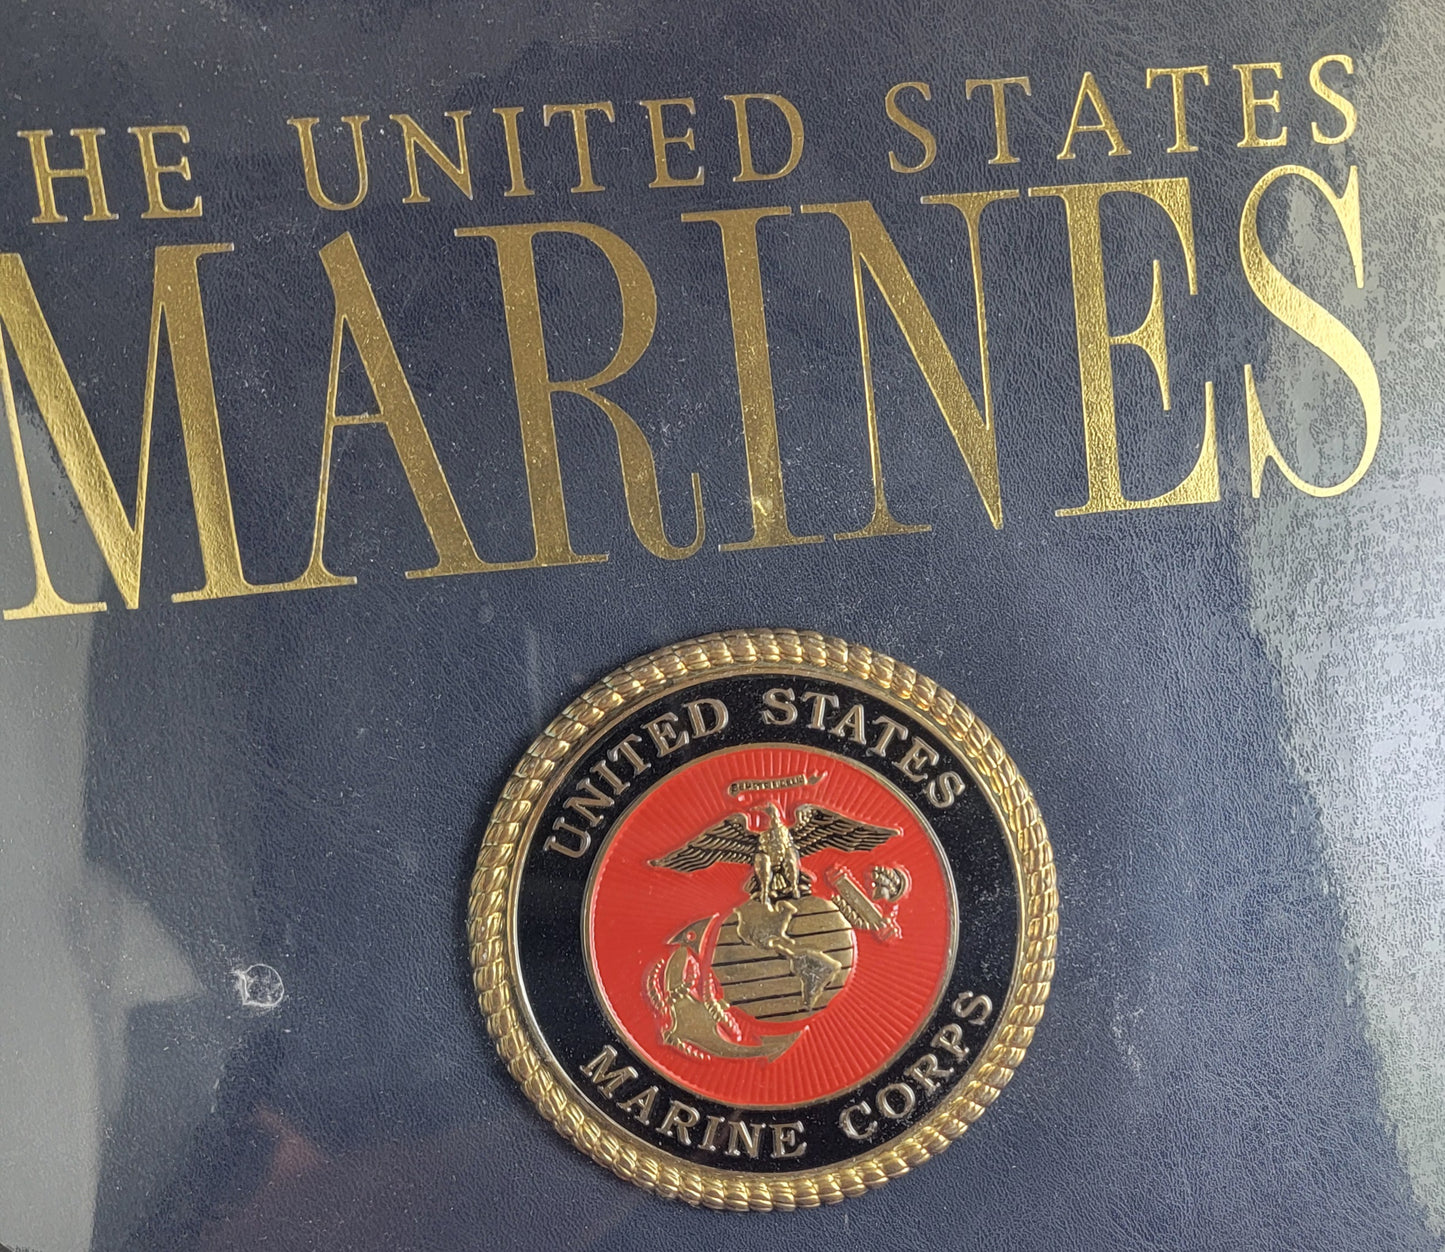 HE UNITED STATES
MARINES
UNITED STATES
MARINE CORPS